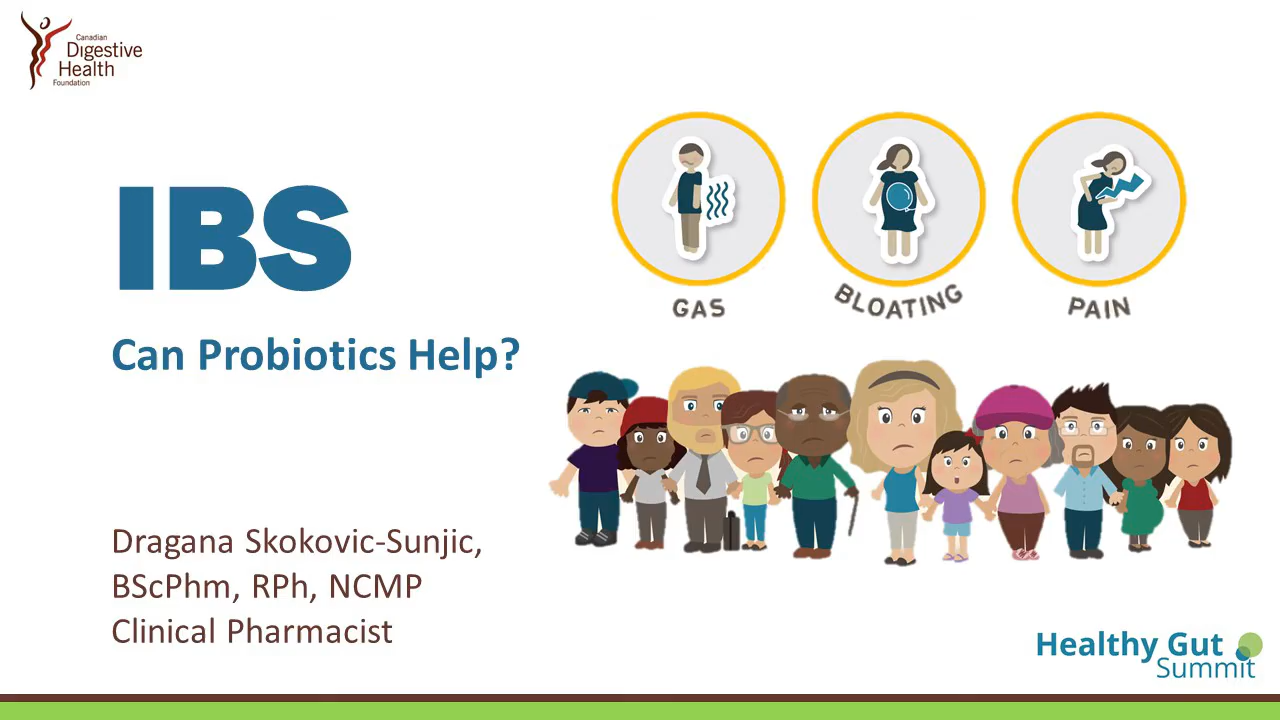 Canadian
Digestive
Health
Foundation
IBS
Can Probiotics Help?
GAS
BLOATING
PAIN
Dragana Skokovic-Sunjic,
BScPhm, RPh, NCMP
Clinical Pharmacist
Healthy Gut
Summit